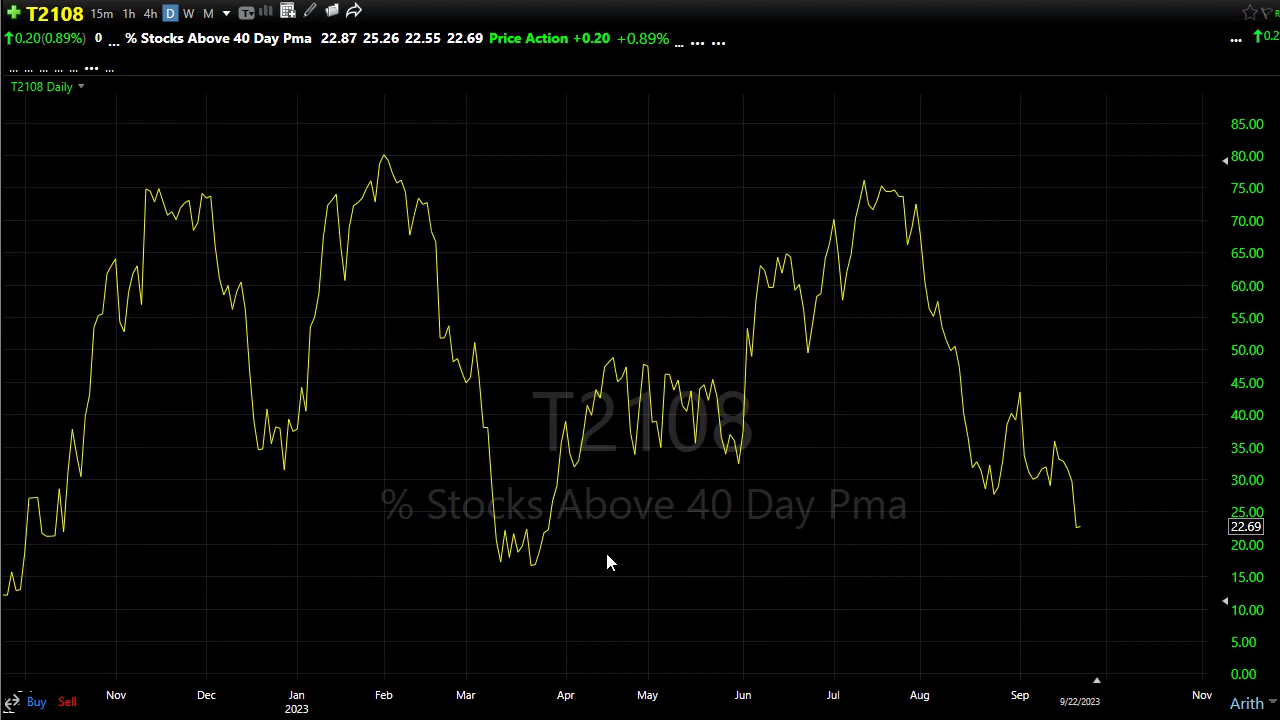 T2108 15m 1h 4h D W M
0.20(0.89%) 0 ... % Stocks Above 40 Day Pma 22.87 25.26 22.55 22.69 Price Action +0.20 +0.89% ... ... ... ... 0.2
... ... ... ... ... ... ...
T2108 Daily
85.00
80.00
75.00
70.00
65.00
60.00
55.00
50.00
45.00
40.00
35.00
30.00
25.00
22.69
20.00
15.00
10.00
5.00
0.00
T2108
% Stocks Above 40 Day Pma
Nov Dec Jan Feb Mar Apr May Jun Jul Aug Sep Nov
2023 9/22/2023
Buy Sell Arith